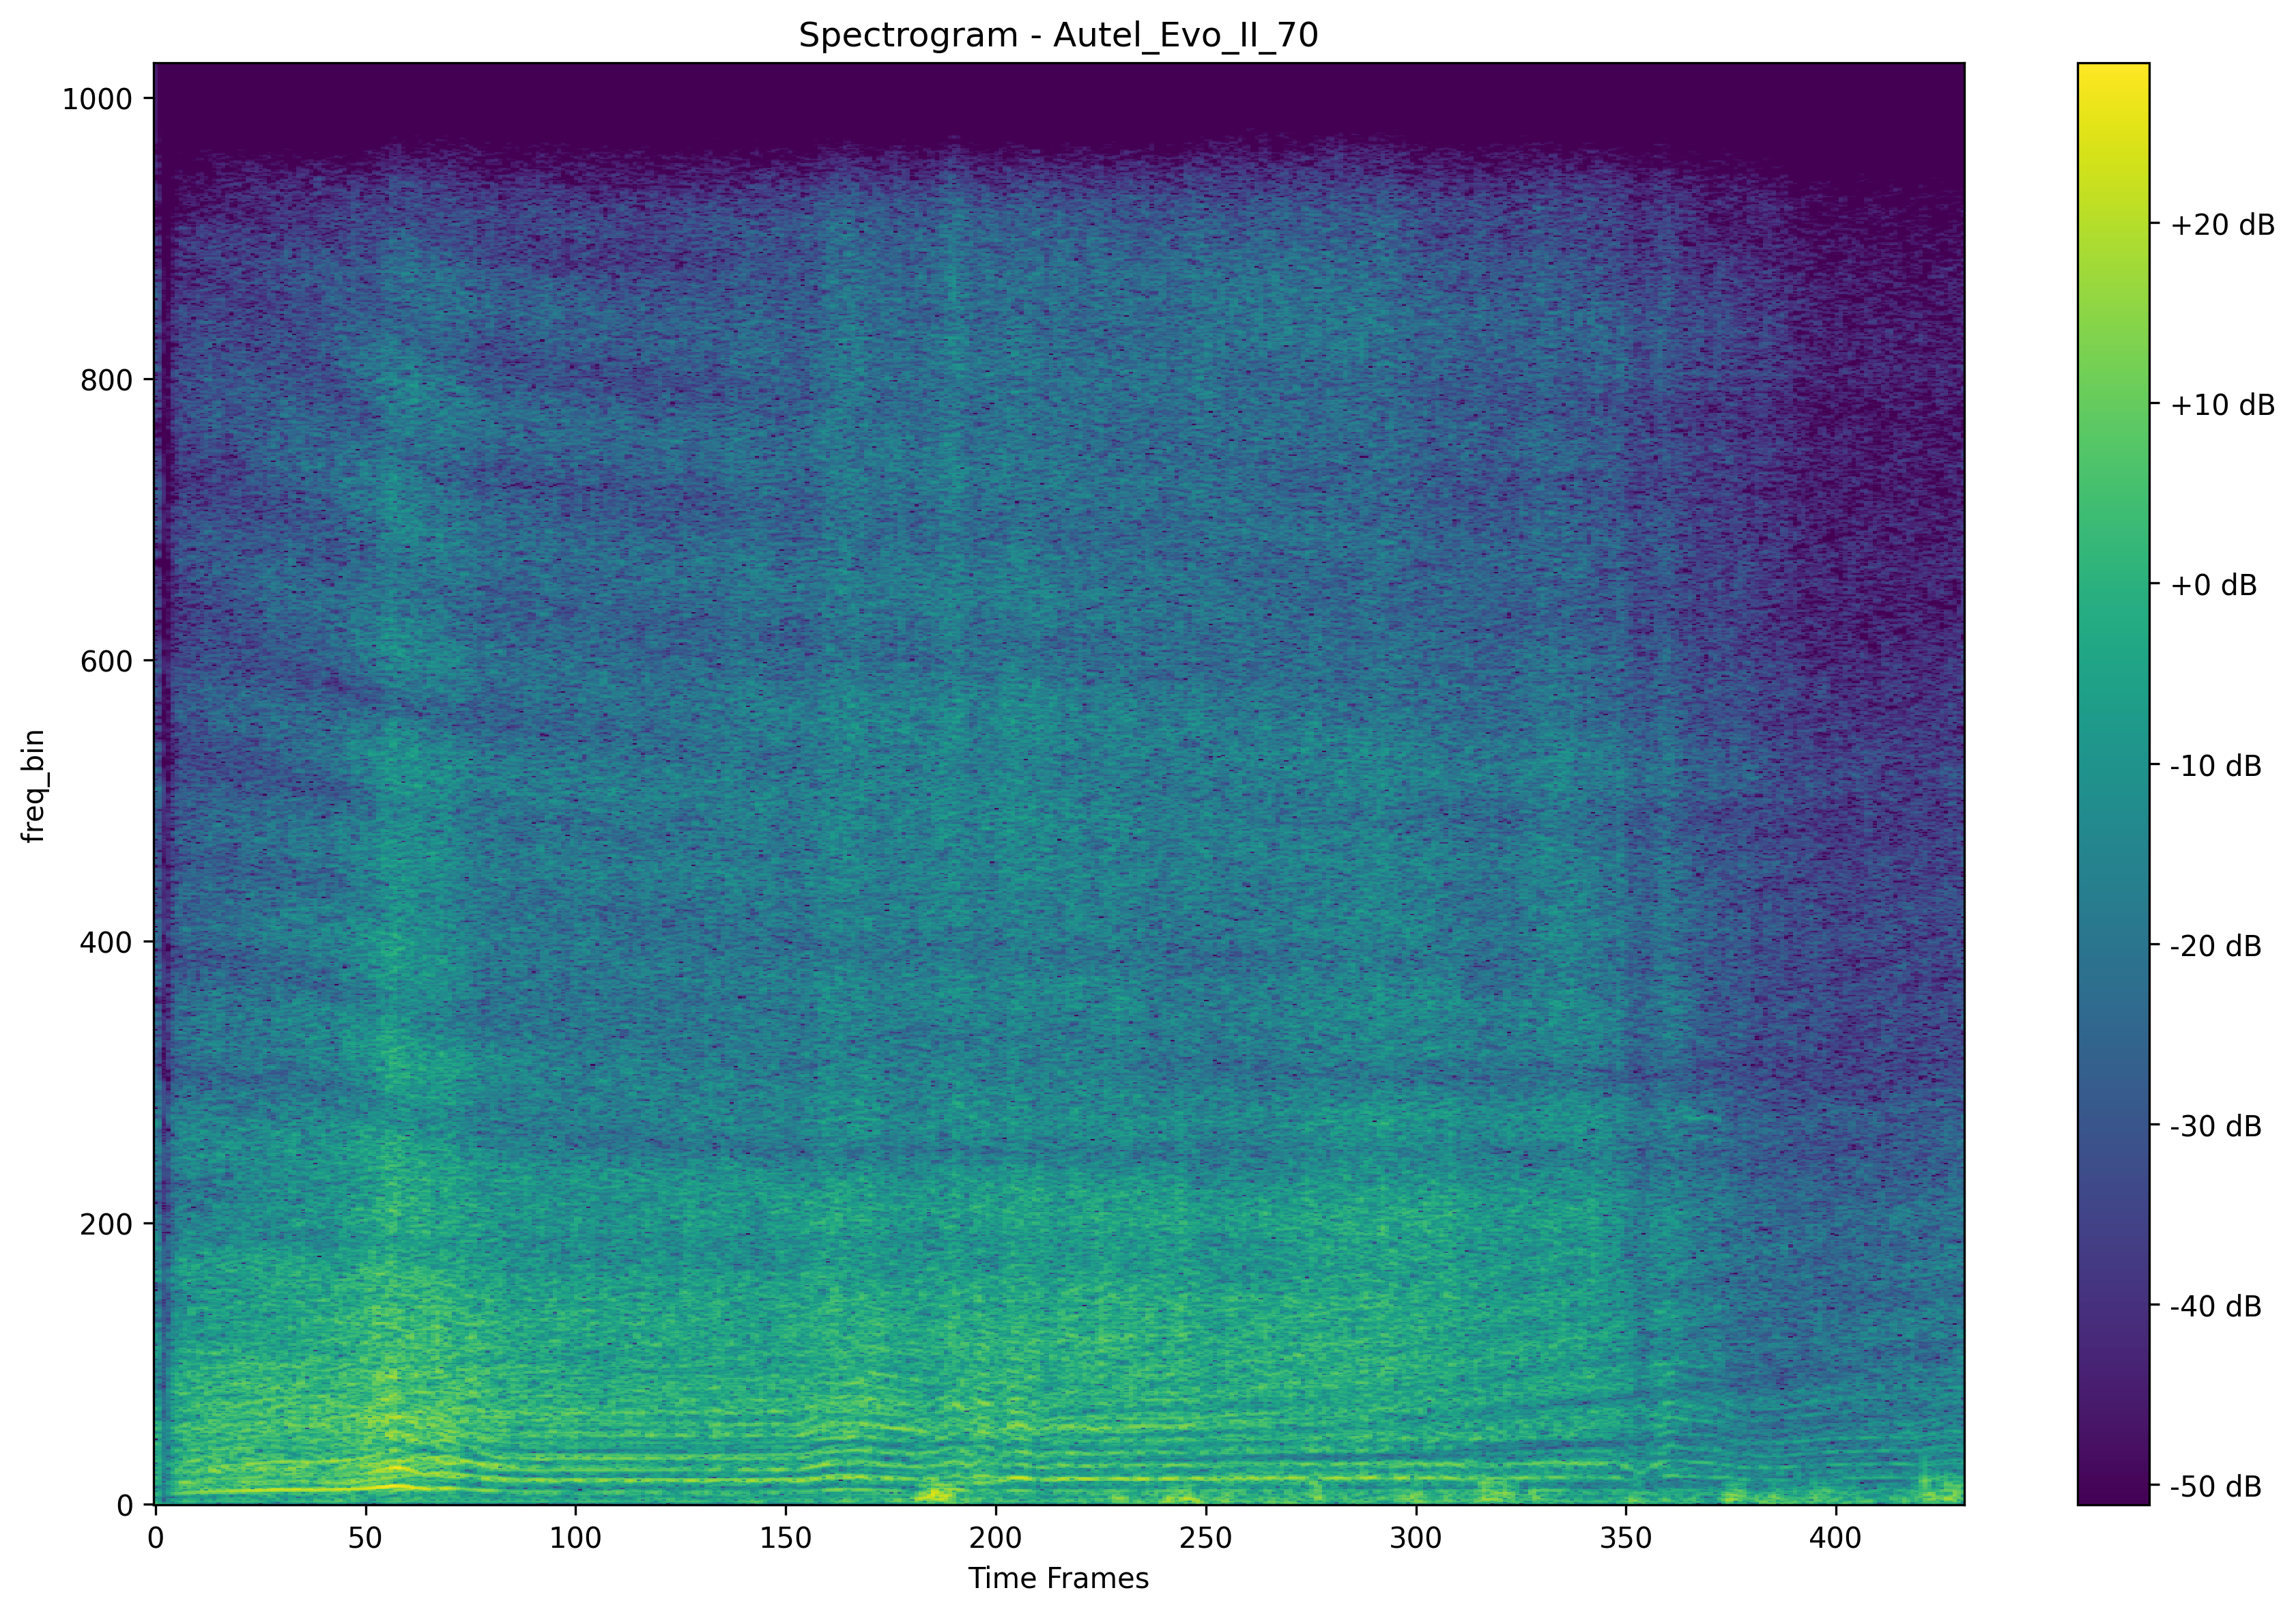 Spectrogram - Autel_Evo_II_70
1000
800
600
400
200
0
freq_bin
0 50 100 150 200 250 300 350 400
Time Frames
+20 dB
+10 dB
+0 dB
-10 dB
-20 dB
-30 dB
-40 dB
-50 dB